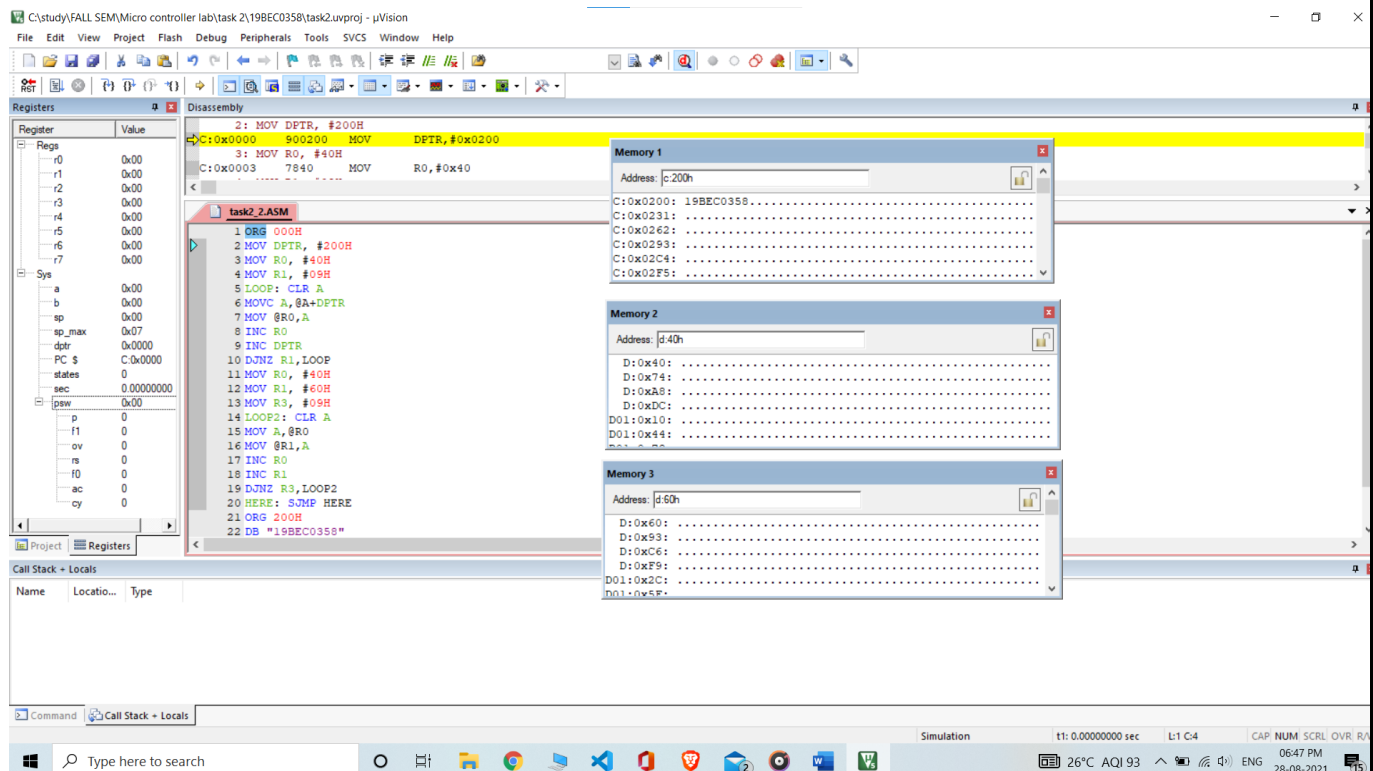 C:\study\FALL SEM\Micro controller lab\task 2\19BEC0358\task2.uvproj - µVision
File Edit View Project Flash Debug Peripherals Tools SVCS Window Help
Registers
Register Value
Regs
r0 0x00
r1 0x00
r2 0x00
r3 0x00
r4 0x00
r5 0x00
r6 0x00
r7 0x00
Sys
a 0x00
b 0x00
sp 0x00
sp_max 0x07
dptr 0x0000
PC $ C:0x0000
states 0
sec 0.00000000
psw 0x00
p 0
f1 0
ov 0
rs 0
f0 0
ac 0
cy 0
Project Registers
Disassembly
2: MOV DPTR, #200H
C:0x0000 900200 MOV DPTR,#0x0200
3: MOV R0, #40H
C:0x0003 7840 MOV R0,#0x40
task2_2.ASM
1 ORG 000H
2 MOV DPTR, #200H
3 MOV R0, #40H
4 MOV R1, #09H
5 LOOP: CLR A
6 MOVC A,@A+DPTR
7 MOV @R0,A
8 INC R0
9 INC DPTR
10 DJNZ R1,LOOP
11 MOV R0, #40H
12 MOV R1, #60H
13 MOV R3, #09H
14 LOOP2: CLR A
15 MOV A,@R0
16 MOV @R1,A
17 INC R0
18 INC R1
19 DJNZ R3,LOOP2
20 HERE: SJMP HERE
21 ORG 200H
22 DB "19BEC0358"
Memory 1
Address: c:200h
C:0x0200: 19BEC0358........................................
C:0x0231: .................................................
C:0x0262: .................................................
C:0x0293: .................................................
C:0x02C4: .................................................
C:0x02F5: .................................................
Memory 2
Address: d:40h
D:0x40: ....................................................
D:0x74: ....................................................
D:0xA8: ....................................................
D:0xDC: ....................................................
D01:0x10: ....................................................
D01:0x44: ....................................................
Memory 3
Address: d:60h
D:0x60: ...................................................
D:0x93: ...................................................
D:0xC6: ...................................................
D:0xF9: ...................................................
D01:0x2C: ...................................................
D01:0x5F:
Call Stack + Locals
Name Locatio... Type
Command Call Stack + Locals
Simulation t1: 0.00000000 sec L:1 C:4 CAP NUM SCRL OVR
Type here to search
26°C AQI 93 ENG
06:47 PM
28-08-2021